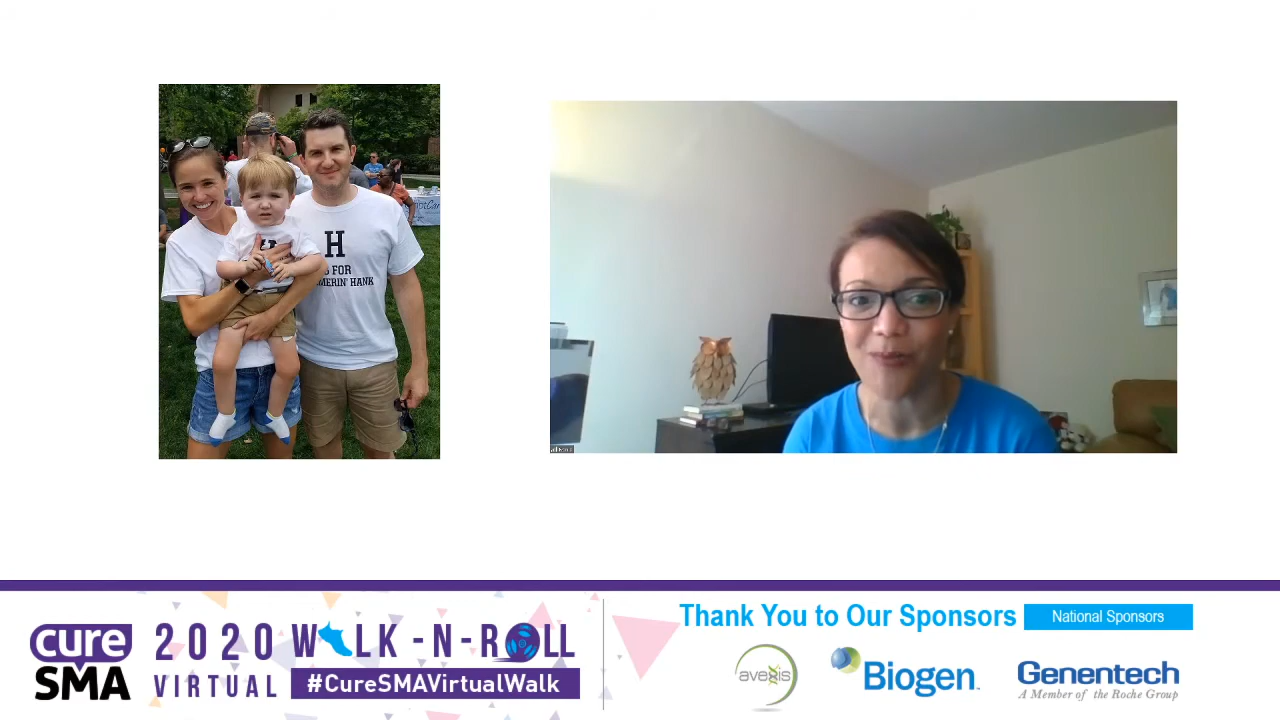 H
FOR
MERIN' HANK
cure
SMA
2020 WALK-N-ROLL
VIRTUAL
#CureSMAVirtualWalk
Thank You to Our Sponsors
National Sponsors
avexis
Biogen
Genentech
A Member of the Roche Group